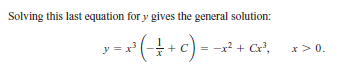 Solving this last equation for y gives the general solution:
y = x³(-1/x + C) = -x² + Cx³, x > 0.